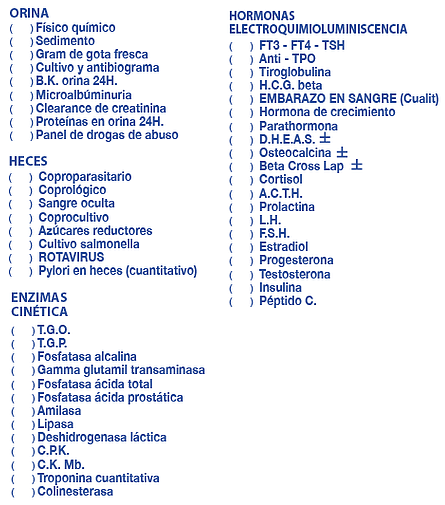 ORINA
( ) Físico químico
( ) Sedimento
( ) Gram de gota fresca
( ) Cultivo y antibiograma
( ) B.K. orina 24H.
( ) Microalbúminuria
( ) Clearance de creatinina
( ) Proteínas en orina 24H.
( ) Panel de drogas de abuso
HECES
( ) Coproparasitario
( ) Coprológico
( ) Sangre oculta
( ) Coprocultivo
( ) Azúcares reductores
( ) Cultivo salmonella
( ) ROTAVIRUS
( ) Pylori en heces (cuantitativo)
ENZIMAS
CINÉTICA
( ) T.G.O.
( ) T.G.P.
( ) Fosfatasa alcalina
( ) Gamma glutamil transaminasa
( ) Fosfatasa ácida total
( ) Fosfatasa ácida prostática
( ) Amilasa
( ) Lipasa
( ) Deshidrogenasa láctica
( ) C.P.K.
( ) C.K. Mb.
( ) Troponina cuantitativa
( ) Colinesterasa
HORMONAS
ELECTROQUIMIOLUMINISCENCIA
( ) FT3 - FT4 - TSH
( ) Anti - TPO
( ) Tiroglobulina
( ) H.C.G. beta
( ) EMBARAZO EN SANGRE (Cualit)
( ) Hormona de crecimiento
( ) Parathormona
( ) D.H.E.A.S. ±
( ) Osteocalcina ±
( ) Beta Cross Lap ±
( ) Cortisol
( ) A.C.T.H.
( ) Prolactina
( ) L.H.
( ) F.S.H.
( ) Estradiol
( ) Progesterona
( ) Testosterona
( ) Insulina
( ) Péptido C.